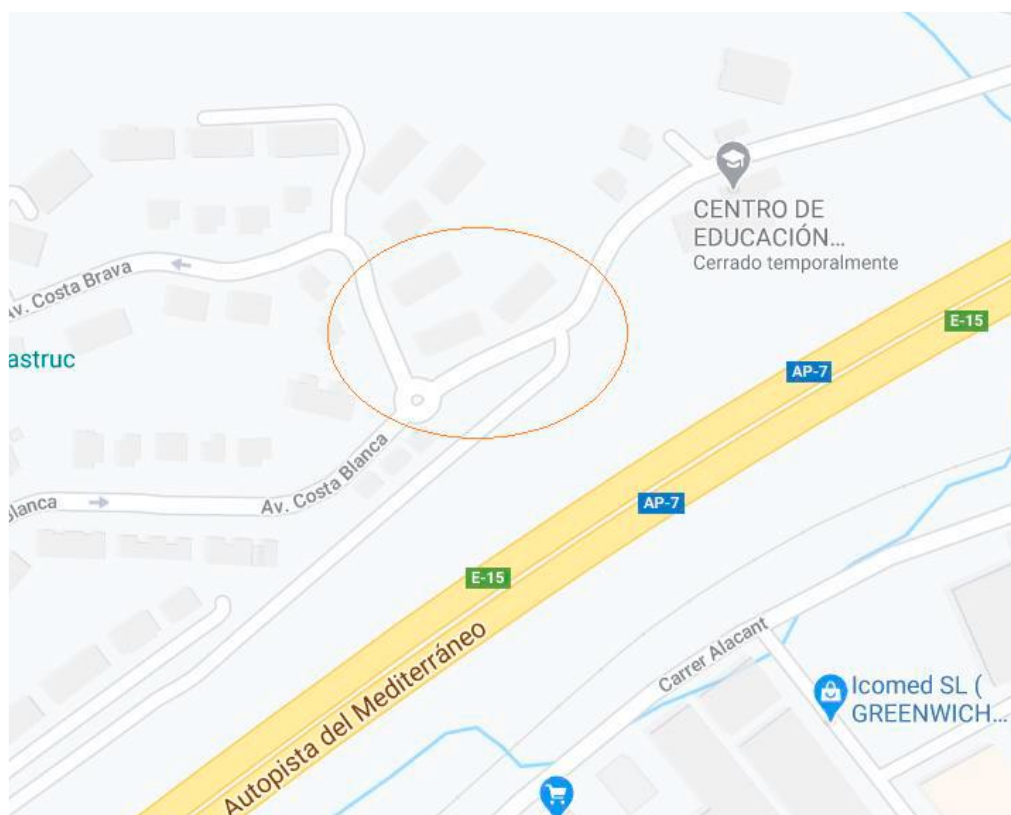 CENTRO DE
EDUCACIÓN...
Cerrado temporalmente
Av. Costa Brava
E-15
astruc
AP-7
Av. Costa Blanca
Blanca
AP-7
E-15
Carrer Alacant
Autopista del Mediterráneo
Icomed SL (
GREENWICH...